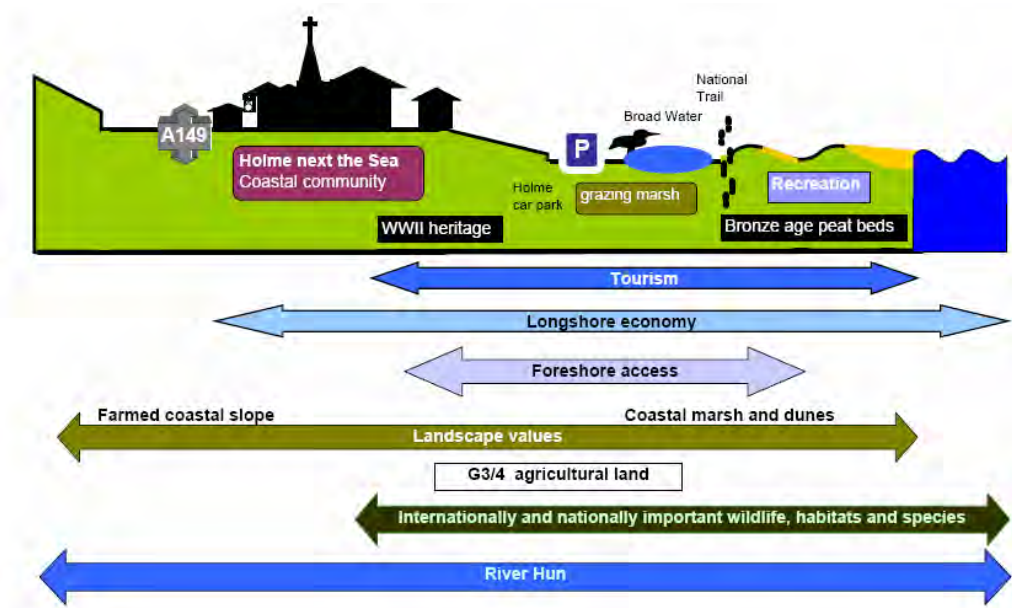 National
Trail
Broad Water
A149
P
Holme next the Sea
Coastal community
Holme
car park
grazing marsh
Recreation
WWII heritage
Bronze age peat beds
Tourism
Longshore economy
Foreshore access
Farmed coastal slope
Coastal marsh and dunes
Landscape values
G3/4 agricultural land
Internationally and nationally important wildlife, habitats and species
River Hun